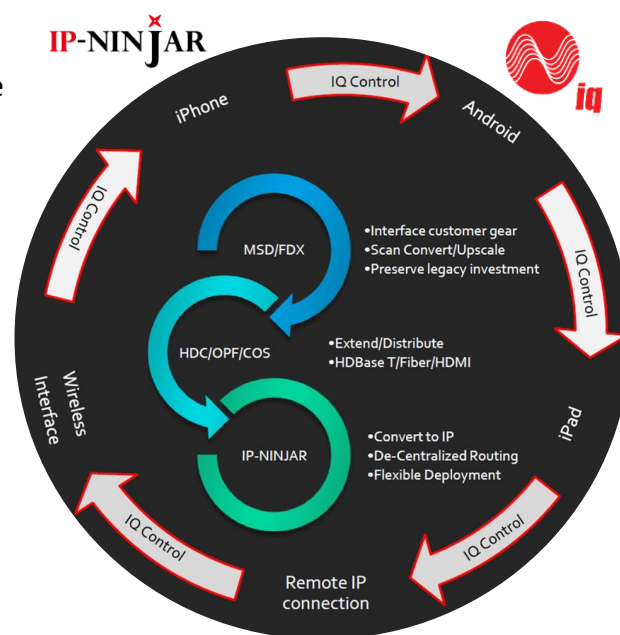 IP-NINJAR
iq
e
iPhone
IQ Control
Android
IQ Control
iPad
IQ Control
Remote IP
connection
IQ Control
Wireless
Interface
IQ Control
MSD/FDX
•Interface customer gear
•Scan Convert/Upscale
•Preserve legacy investment
HDC/OPF/COS
•Extend/Distribute
•HDBase T/Fiber/HDMI
IP-NINJAR
•Convert to IP
•De-Centralized Routing
•Flexible Deployment